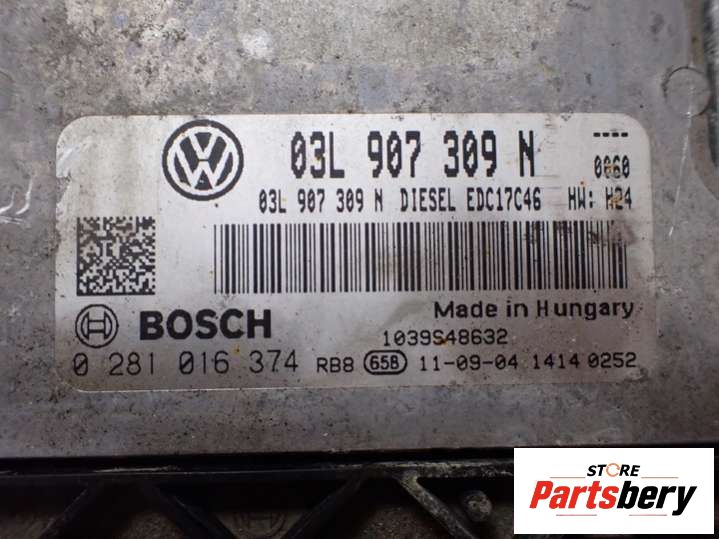 03L 907 309 N
----
0060
03L 907 309 N DIESEL EDC17C46 HW: H24
Made in Hungary
BOSCH
1039S48632
0 281 016 374 RB8 65B 11-09-04 1414 0252
STORE
Partsbery